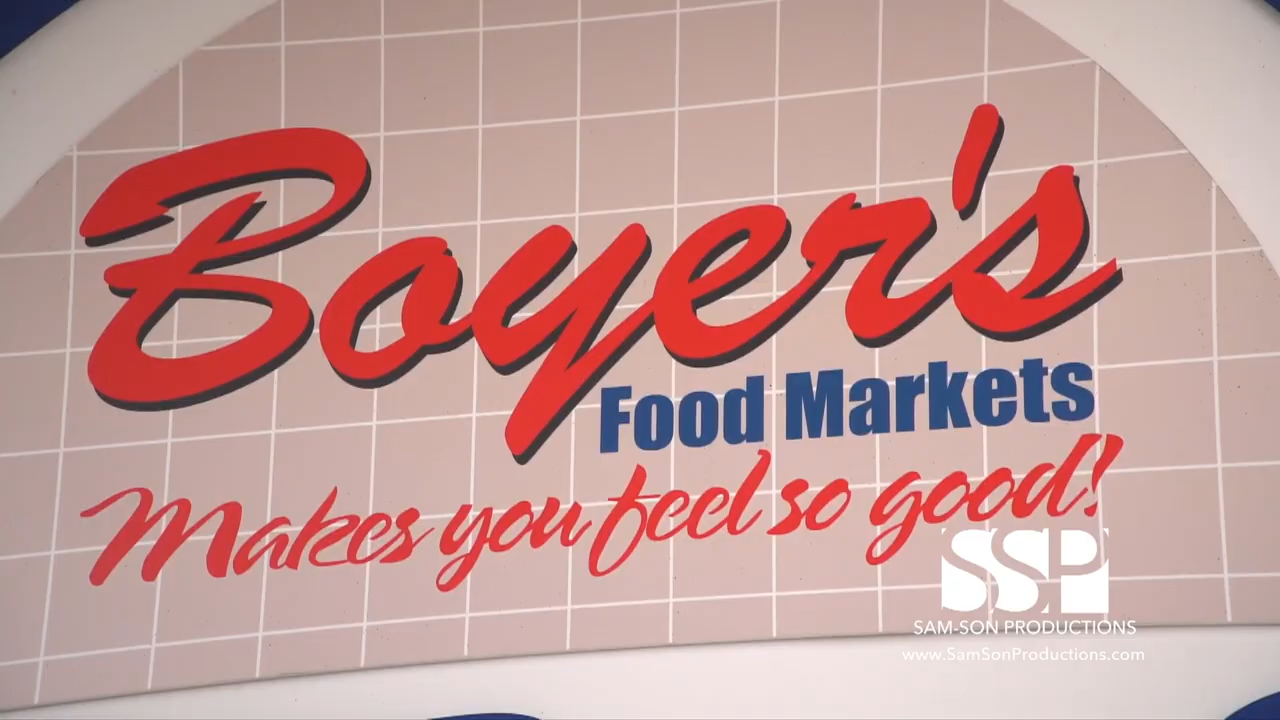 Boyer's
Food Markets
Makes you feel so good!
SSP
SAM-SON PRODUCTIONS
www.SamSonProductions.com